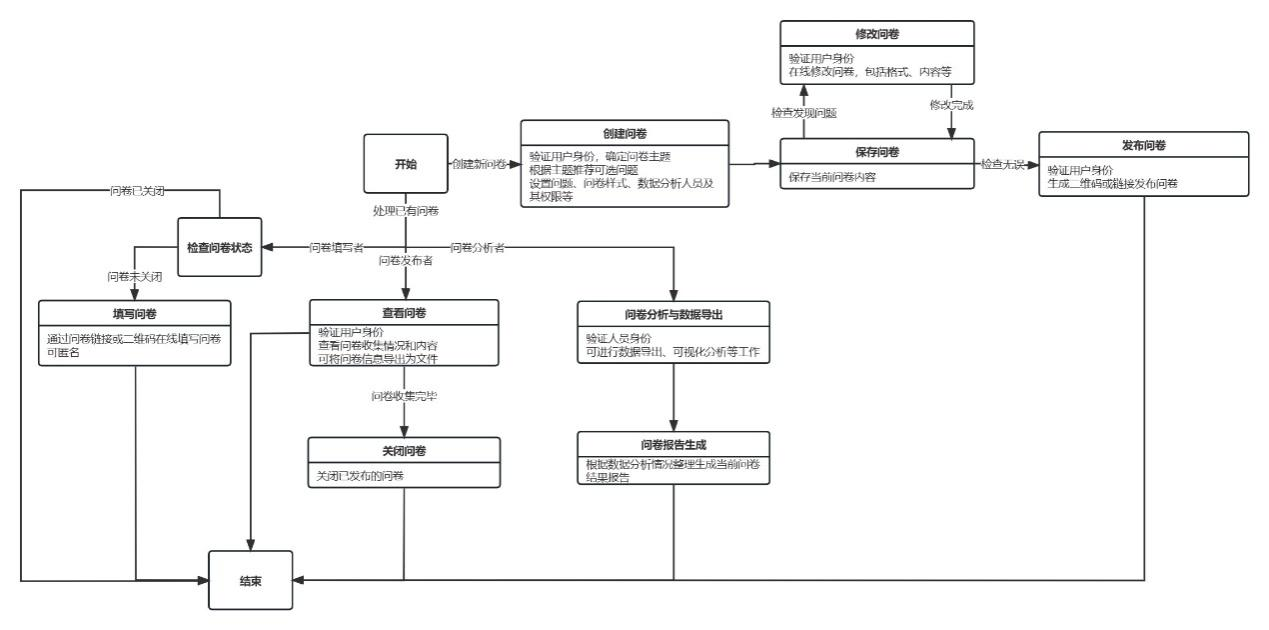 修改问卷
验证用户身份
在线修改问卷，包括格式、内容等
检查发现问题
修改完成
开始
创建新问卷
创建问卷
验证用户身份，确定问卷主题
根据主题推荐可选问题
设置问题、问卷样式、数据分析人员及
其权限等
保存问卷
保存当前问卷内容
检查无误
发布问卷
验证用户身份
生成二维码或链接发布问卷
问卷已关闭
处理已有问卷
检查问卷状态
问卷填写者
问卷发布者
问卷分析者
问卷未关闭
填写问卷
通过问卷链接或二维码在线填写问卷
可匿名
查看问卷
验证用户身份
查看问卷收集情况和内容
可将问卷信息导出为文件
问卷分析与数据导出
验证人员身份
可进行数据导出、可视化分析等工作
问卷收集完毕
关闭问卷
关闭已发布的问卷
问卷报告生成
根据数据分析情况整理生成当前问卷
结果报告
结束